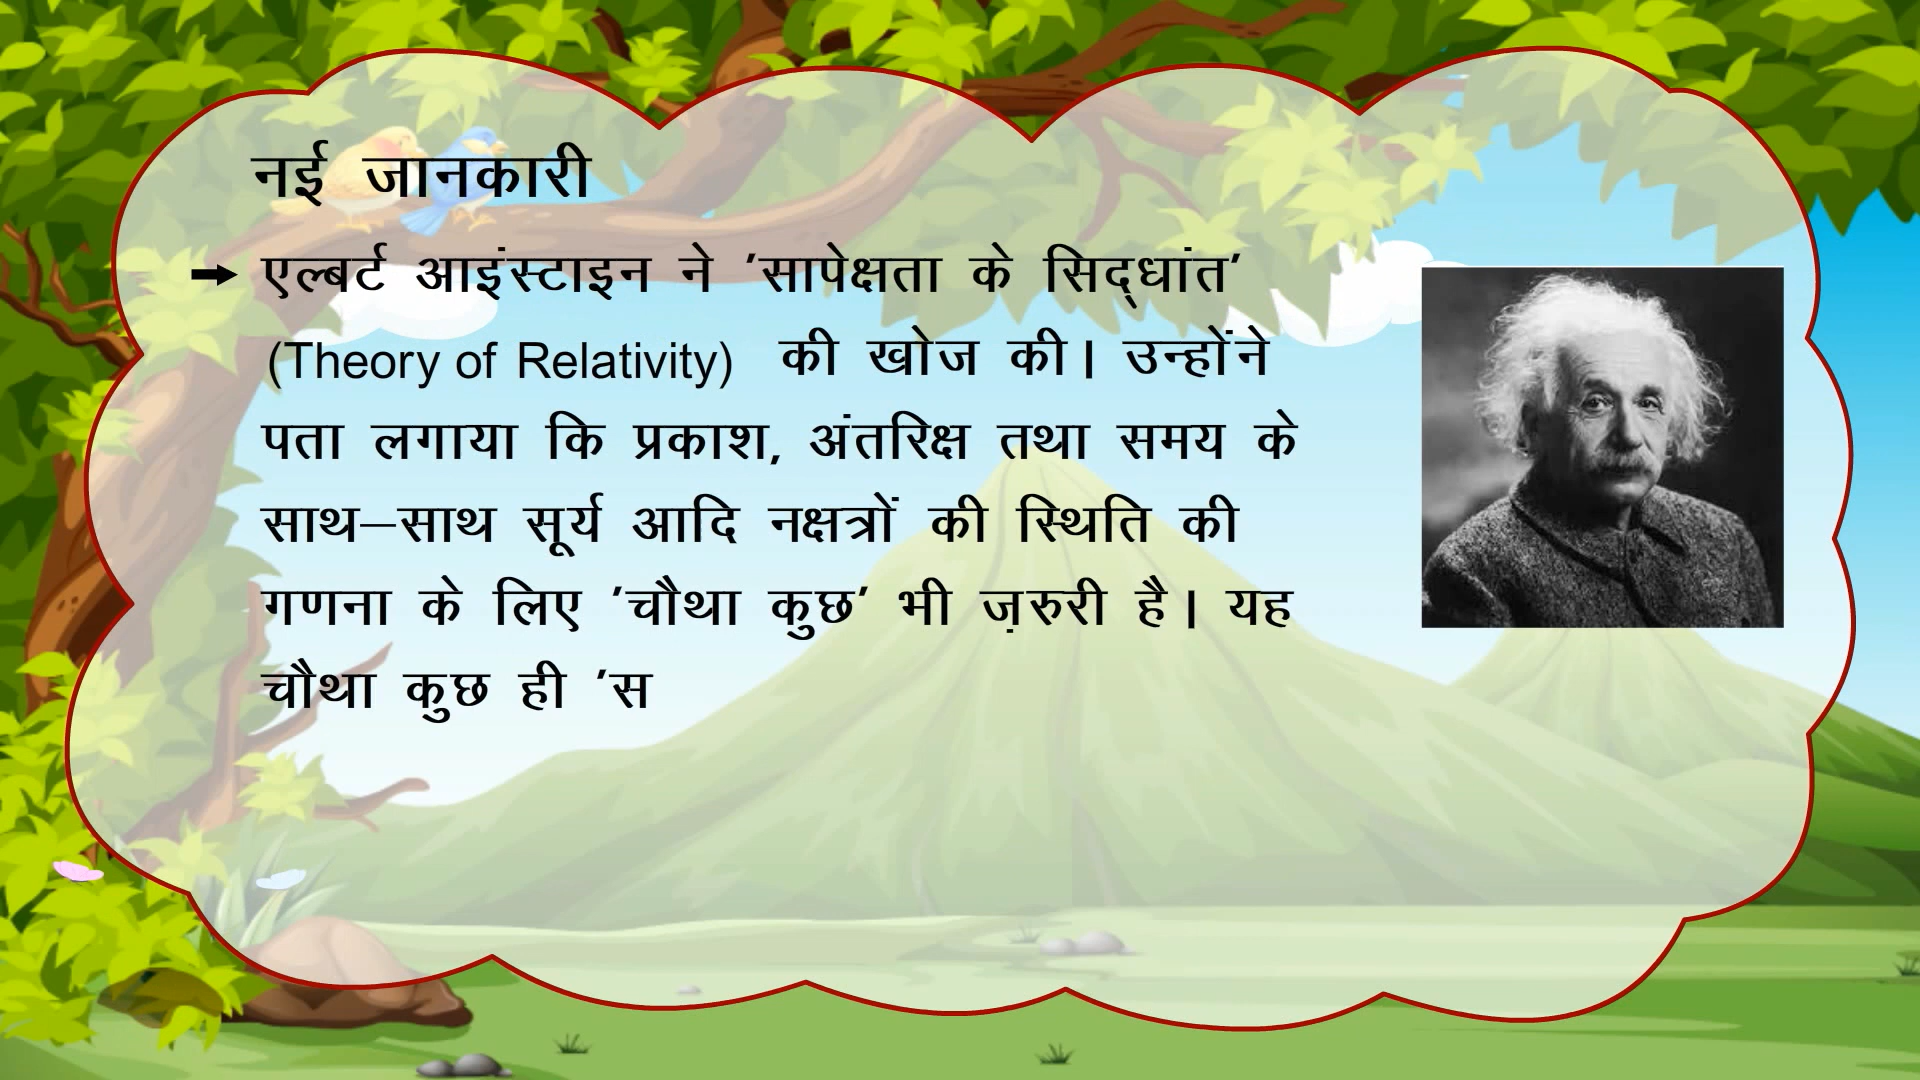 नई जानकारी
एल्बर्ट आइंस्टाइन ने 'सापेक्षता के सिद्‌धांत'
(Theory of Relativity) की खोज की। उन्होंने
पता लगाया कि प्रकाश, अंतरिक्ष तथा समय के
साथ–साथ सूर्य आदि नक्षत्रों की स्थिति की
गणना के लिए 'चौथा कुछ' भी ज़रुरी है। यह
चौथा कुछ ही 'स